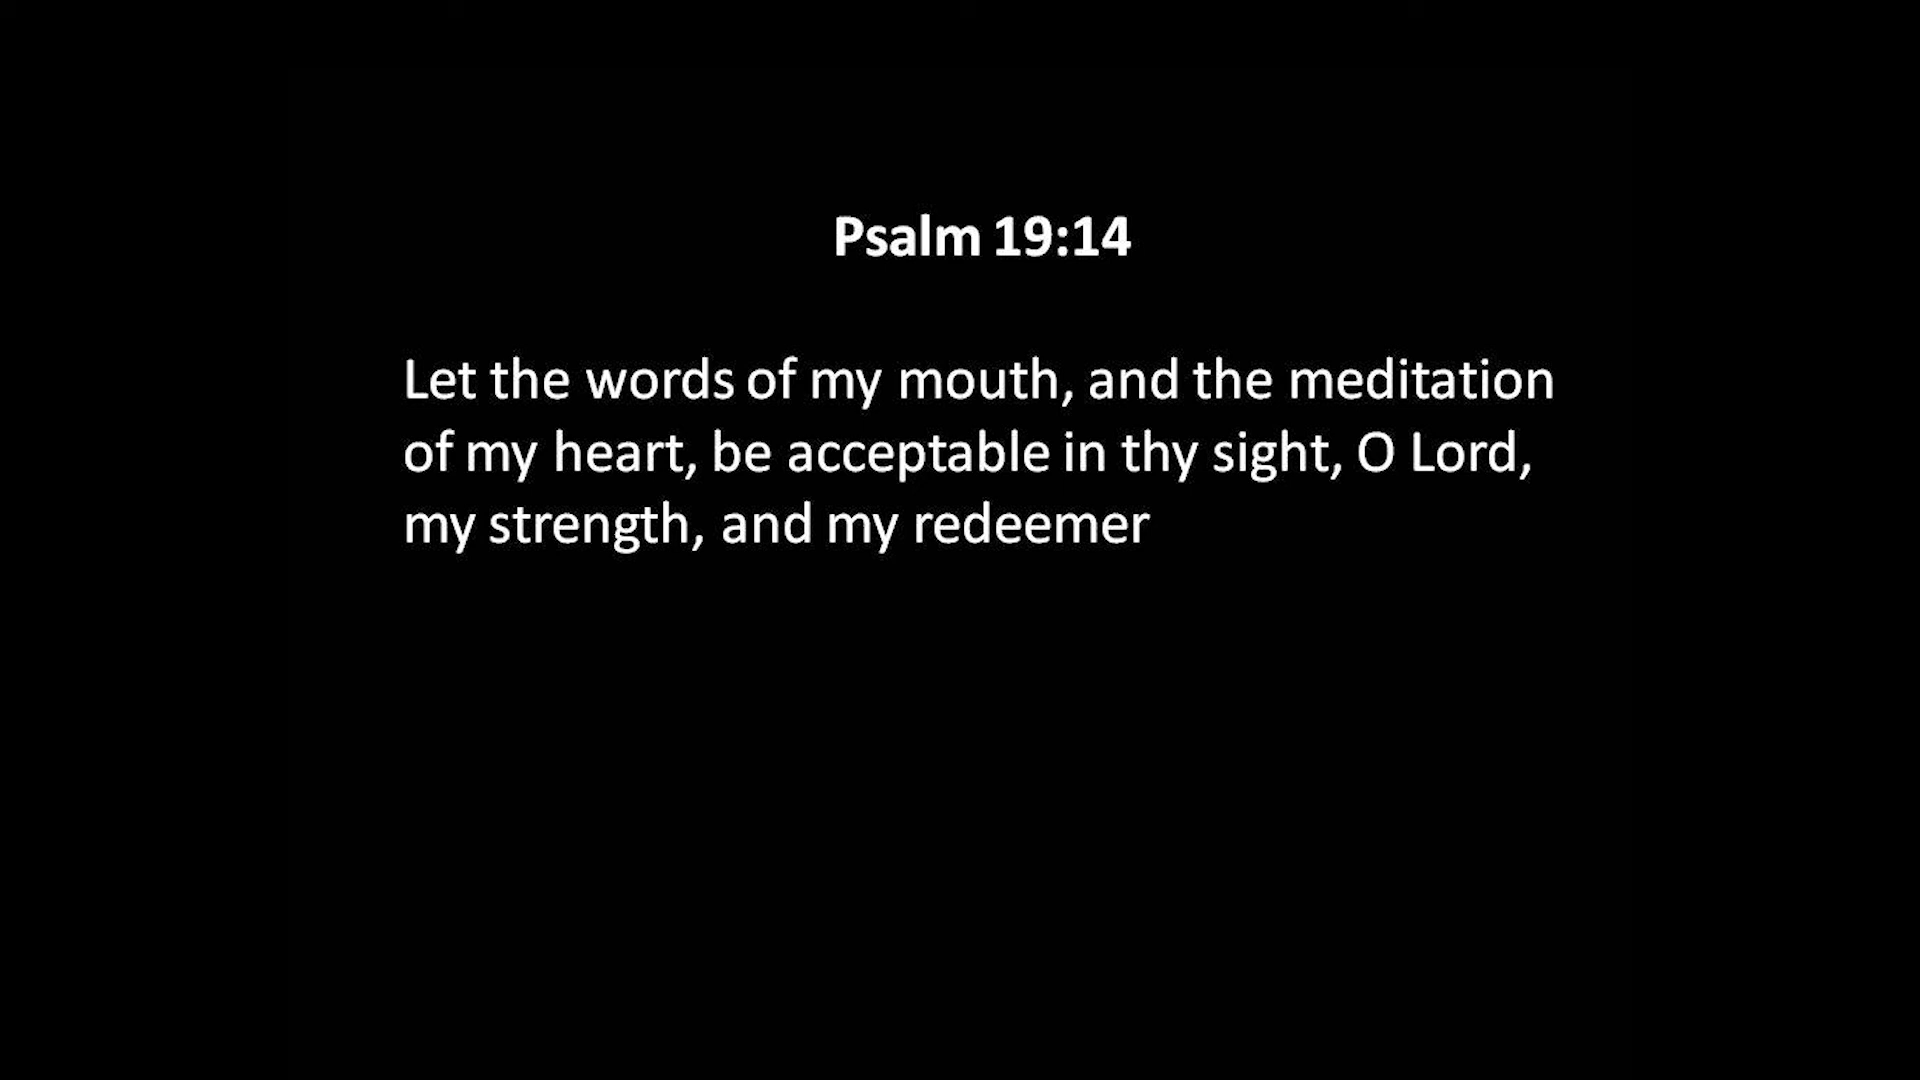 Psalm 19:14
Let the words of my mouth, and the meditation
of my heart, be acceptable in thy sight, O Lord,
my strength, and my redeemer